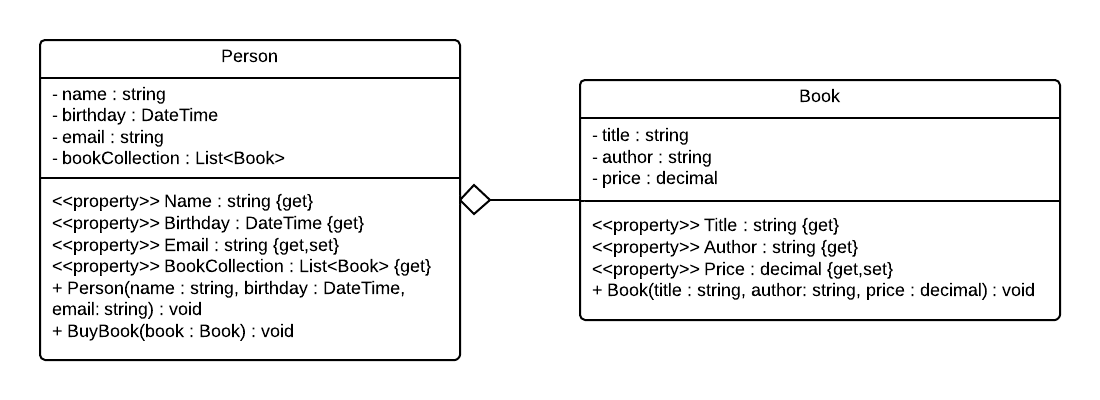 Person
- name : string
- birthday : DateTime
- email : string
- bookCollection : List<Book>
<<property>> Name : string {get}
<<property>> Birthday : DateTime {get}
<<property>> Email : string {get,set}
<<property>> BookCollection : List<Book> {get}
+ Person(name : string, birthday : DateTime,
email: string) : void
+ BuyBook(book : Book) : void
Book
- title : string
- author : string
- price : decimal
<<property>> Title : string {get}
<<property>> Author : string {get}
<<property>> Price : decimal {get,set}
+ Book(title : string, author: string, price : decimal) : void